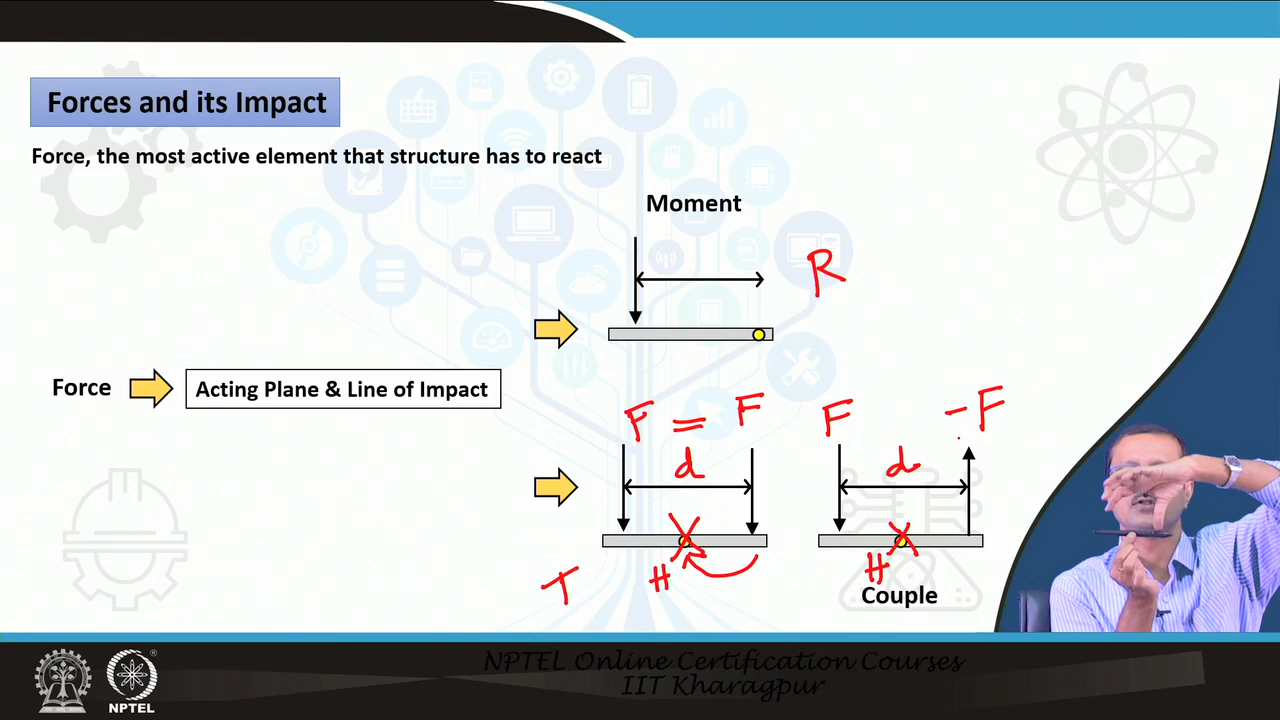 Forces and its Impact
Force, the most active element that structure has to react
Moment
R
Force
Acting Plane & Line of Impact
F = F
F
-F
d
d
H
H
T
Couple
NPTEL Online Certification Courses
IIT Kharagpur
NPTEL